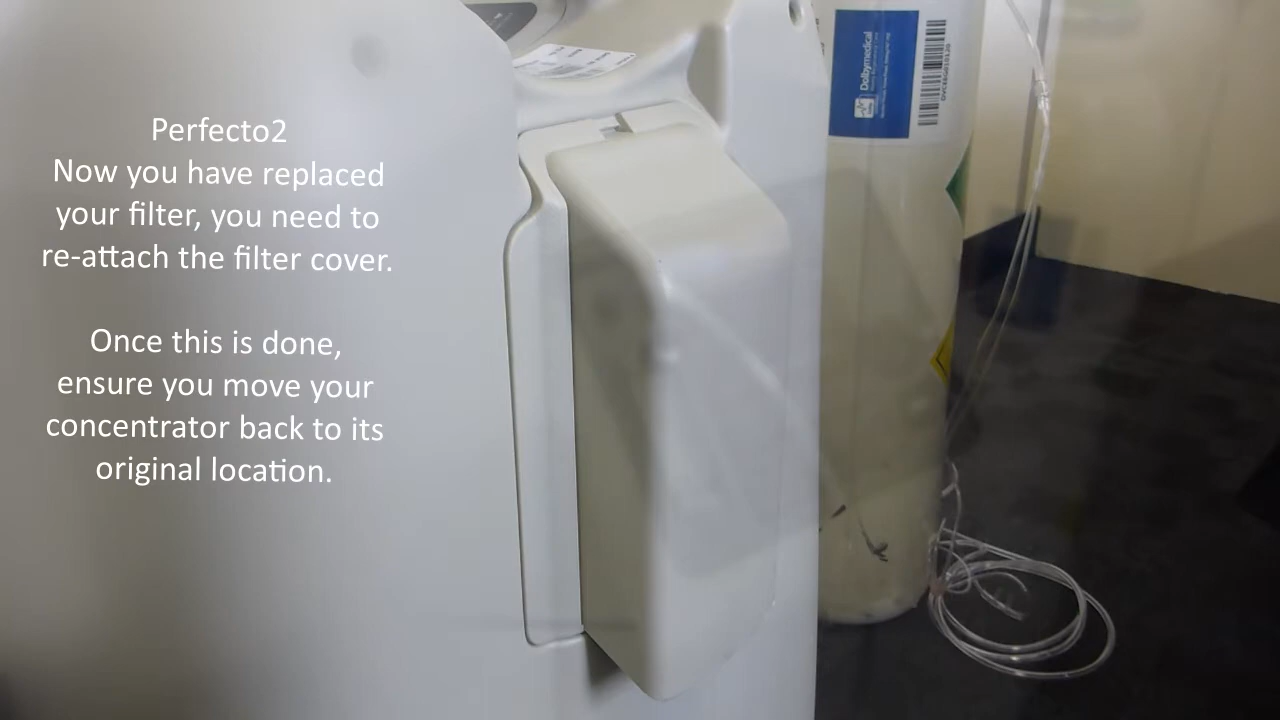 Perfecto2
Now you have replaced
your filter, you need to
re-attach the filter cover.
Once this is done,
ensure you move your
concentrator back to its
original location.
Dolbymedical